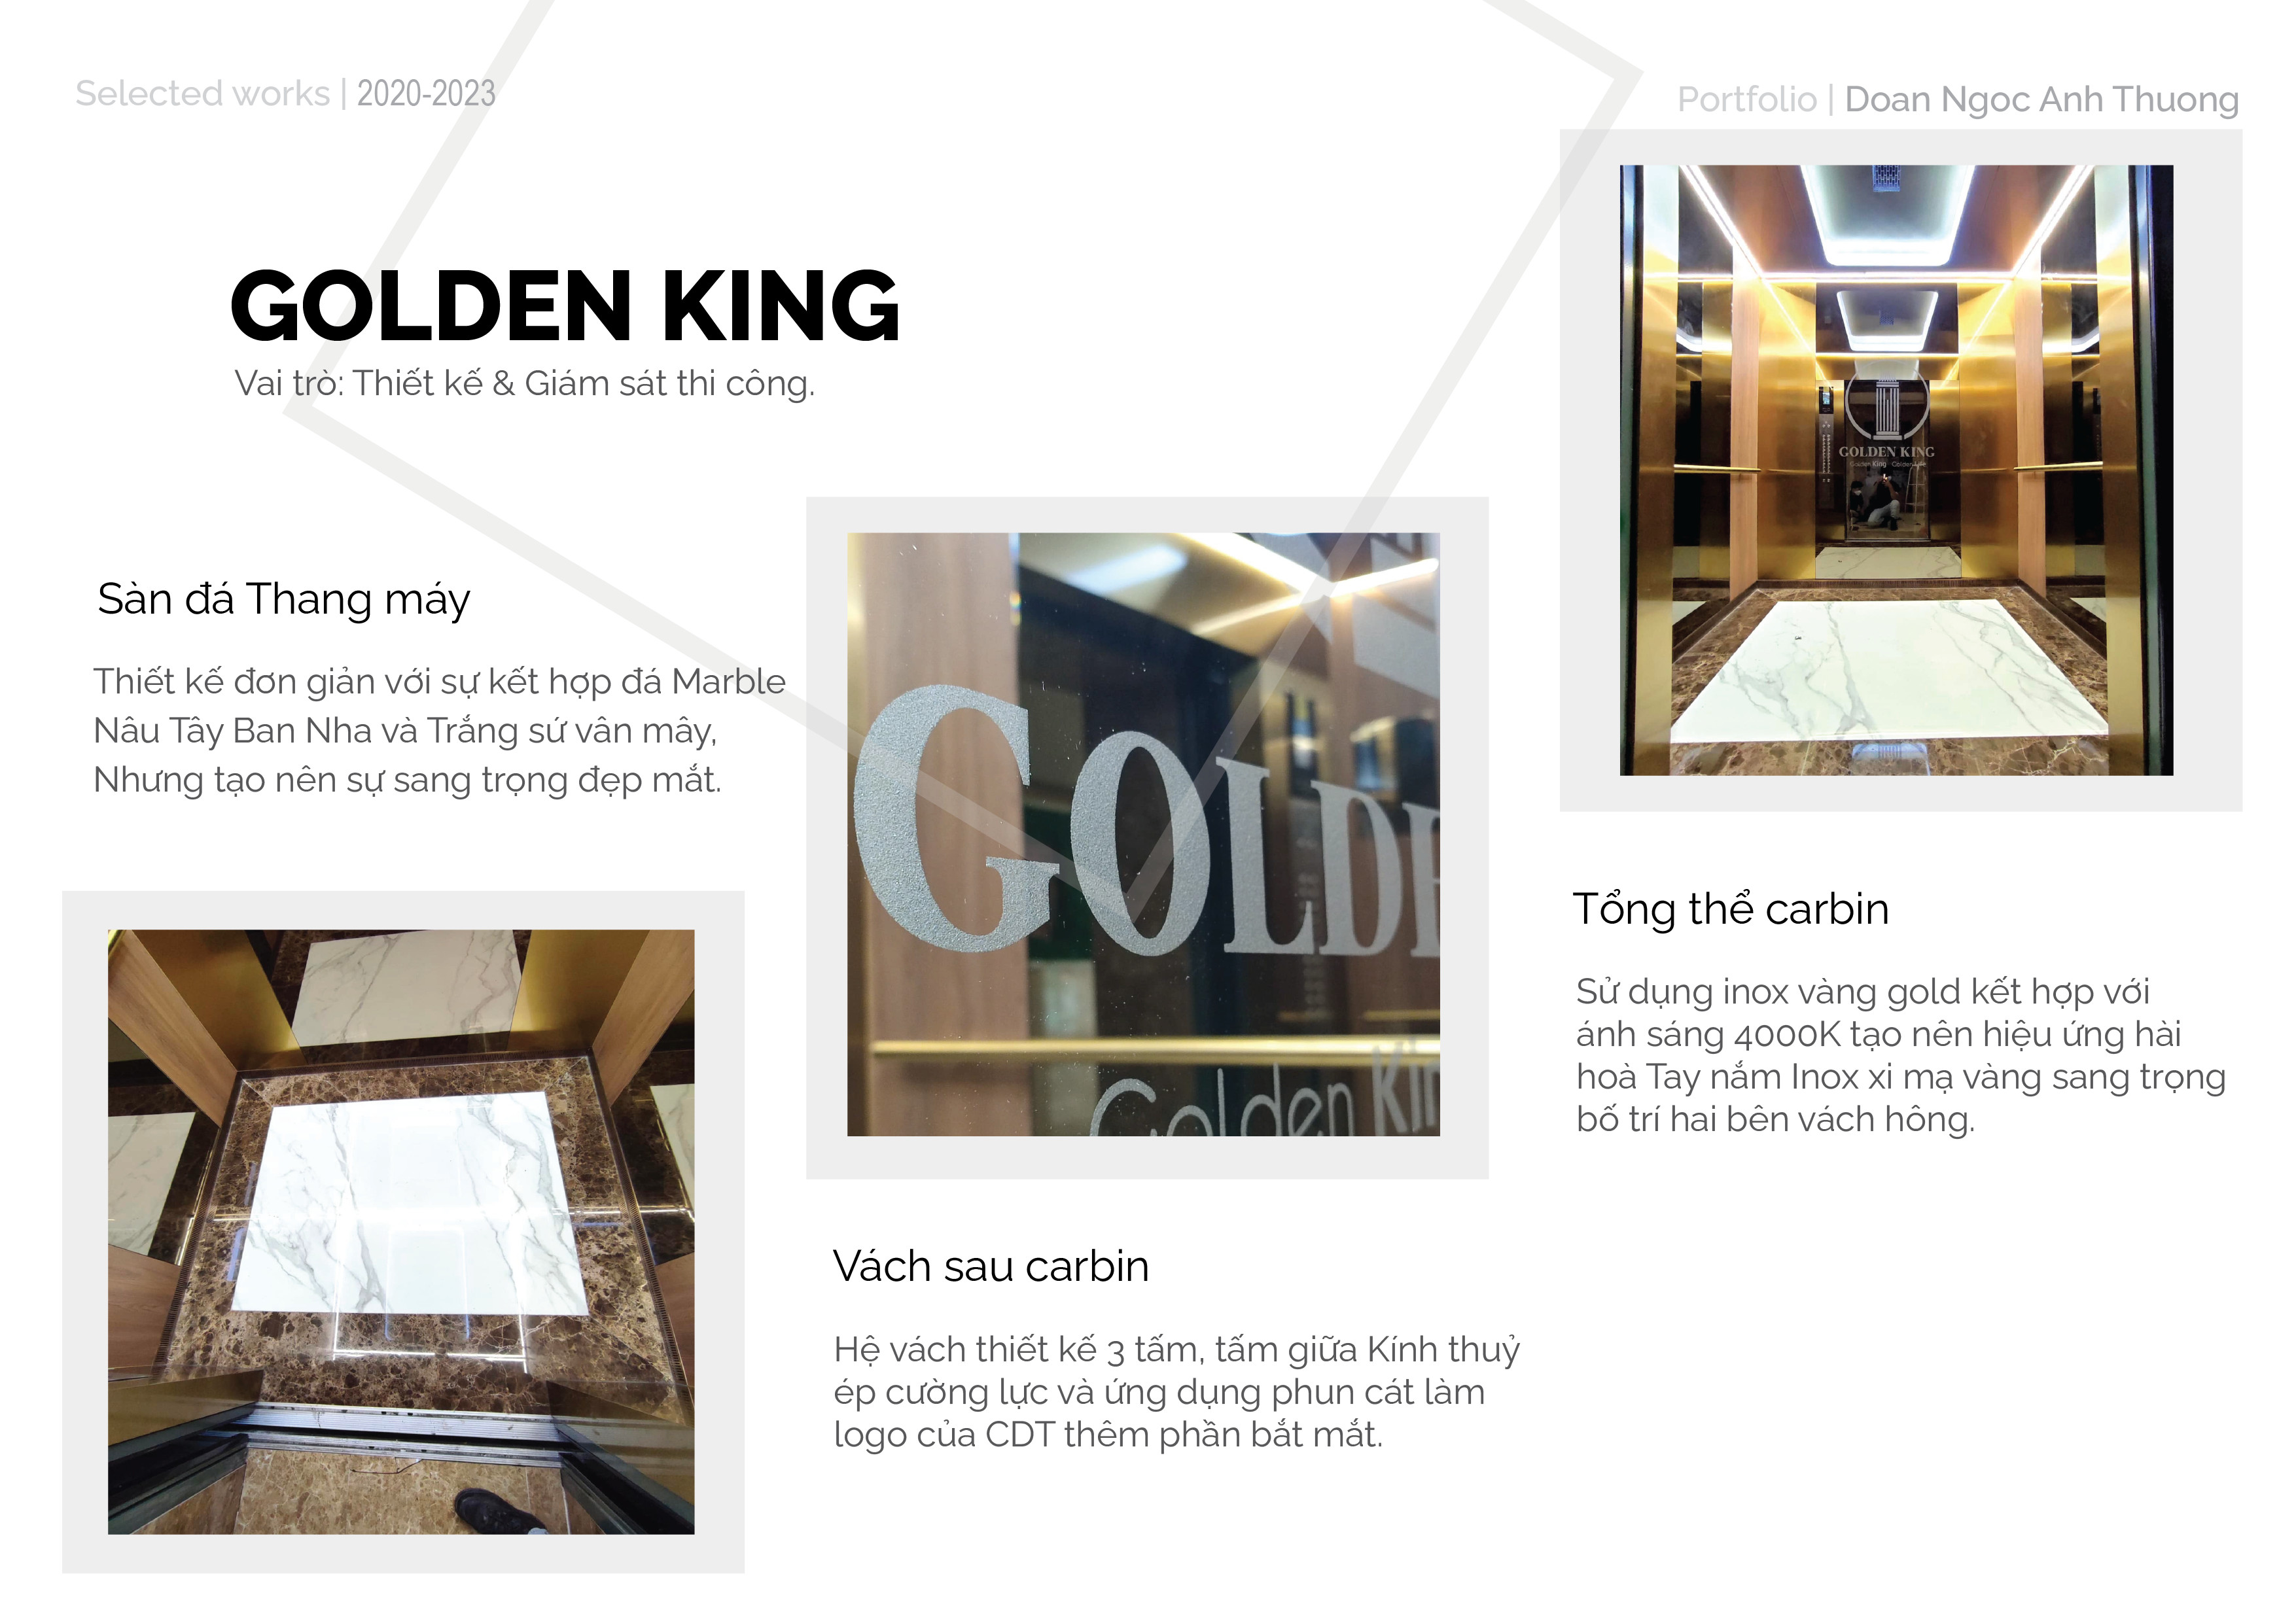 Selected works | 2020-2023
Portfolio | Doan Ngoc Anh Thuong
GOLDEN KING
Vai trò: Thiết kế & Giám sát thi công.
Sàn đá Thang máy
Thiết kế đơn giản với sự kết hợp đá Marble
Nâu Tây Ban Nha và Trắng sứ vân mây,
Nhưng tạo nên sự sang trọng đẹp mắt.
GOLDE
Golden Kin
Vách sau carbin
Hệ vách thiết kế 3 tấm, tấm giữa Kính thuỷ
ép cường lực và ứng dụng phun cát làm
logo của CDT thêm phần bắt mắt.
GOLDEN KING
Golden King - Golden Life
Tổng thể carbin
Sử dụng inox vàng gold kết hợp với
ánh sáng 4000K tạo nên hiệu ứng hài
hoà Tay nắm Inox xi mạ vàng sang trọng
bố trí hai bên vách hông.